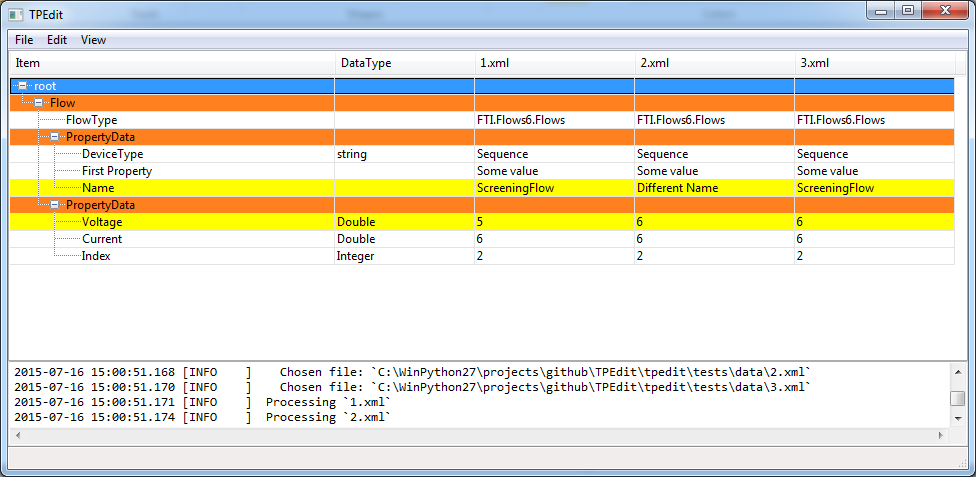 TPEdit
File Edit View
Item DataType 1.xml 2.xml 3.xml
root
Flow
FlowType FTI.Flows6.Flows FTI.Flows6.Flows FTI.Flows6.Flows
PropertyData
DeviceType string Sequence Sequence Sequence
First Property Some value Some value Some value
Name ScreeningFlow Different Name ScreeningFlow
PropertyData
Voltage Double 5 6 6
Current Double 6 6 6
Index Integer 2 2 2
2015-07-16 15:00:51.168 [INFO    ]    Chosen file: `C:\WinPython27\projects\github\TPEdit\tpedit\tests\data\2.xml`
2015-07-16 15:00:51.170 [INFO    ]    Chosen file: `C:\WinPython27\projects\github\TPEdit\tpedit\tests\data\3.xml`
2015-07-16 15:00:51.171 [INFO    ]  Processing `1.xml`
2015-07-16 15:00:51.174 [INFO    ]  Processing `2.xml`